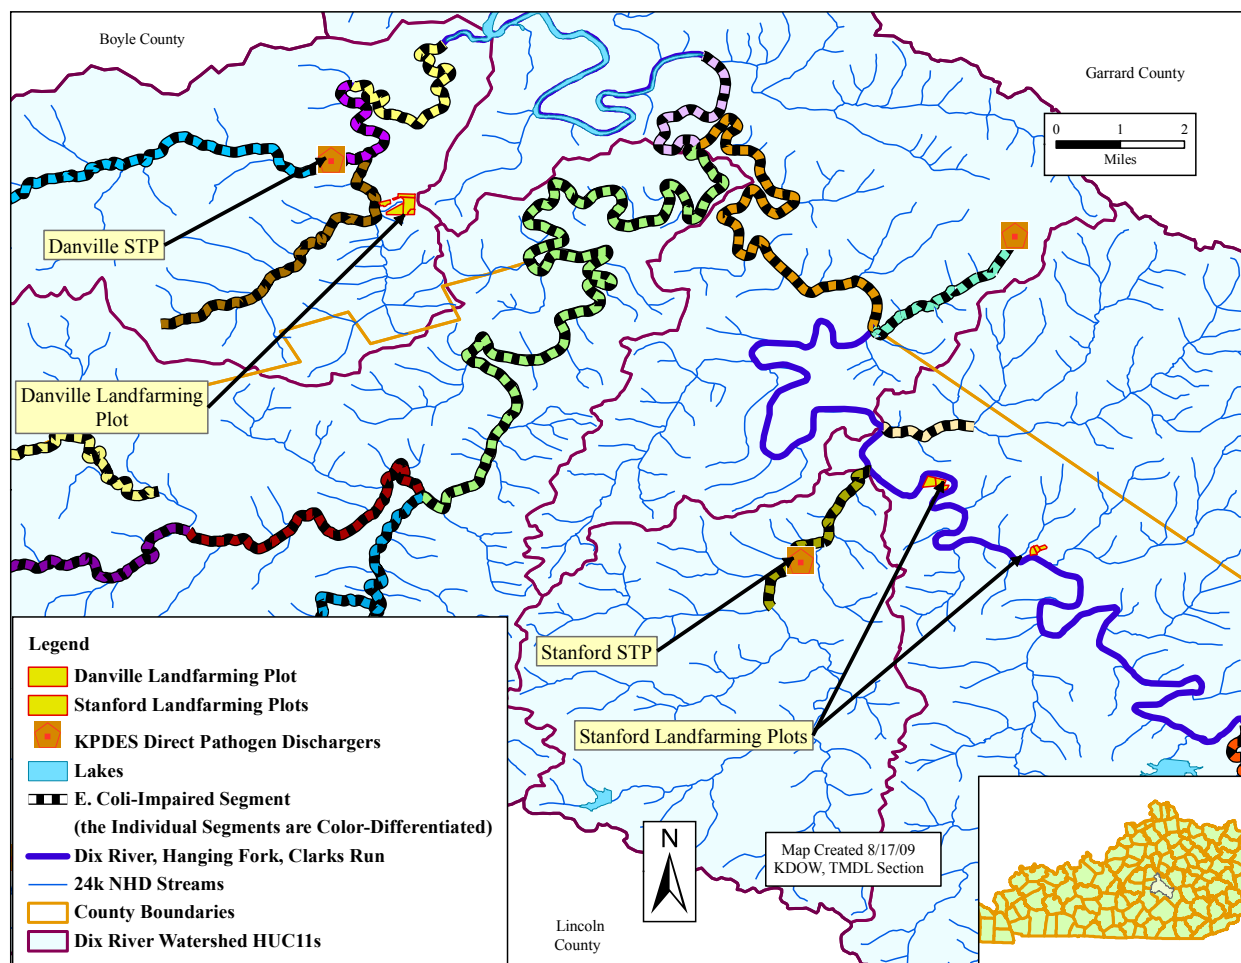 Boyle County
Garrard County
0 1 2
Miles
Danville STP
Danville Landfarming
Plot
Stanford STP
Stanford Landfarming Plots
Legend
Danville Landfarming Plot
Stanford Landfarming Plots
KPDES Direct Pathogen Dischargers
Lakes
E. Coli-Impaired Segment
(the Individual Segments are Color-Differentiated)
Dix River, Hanging Fork, Clarks Run
24k NHD Streams
County Boundaries
Dix River Watershed HUC11s
N
Map Created 8/17/09
KDOW, TMDL Section
Lincoln
County